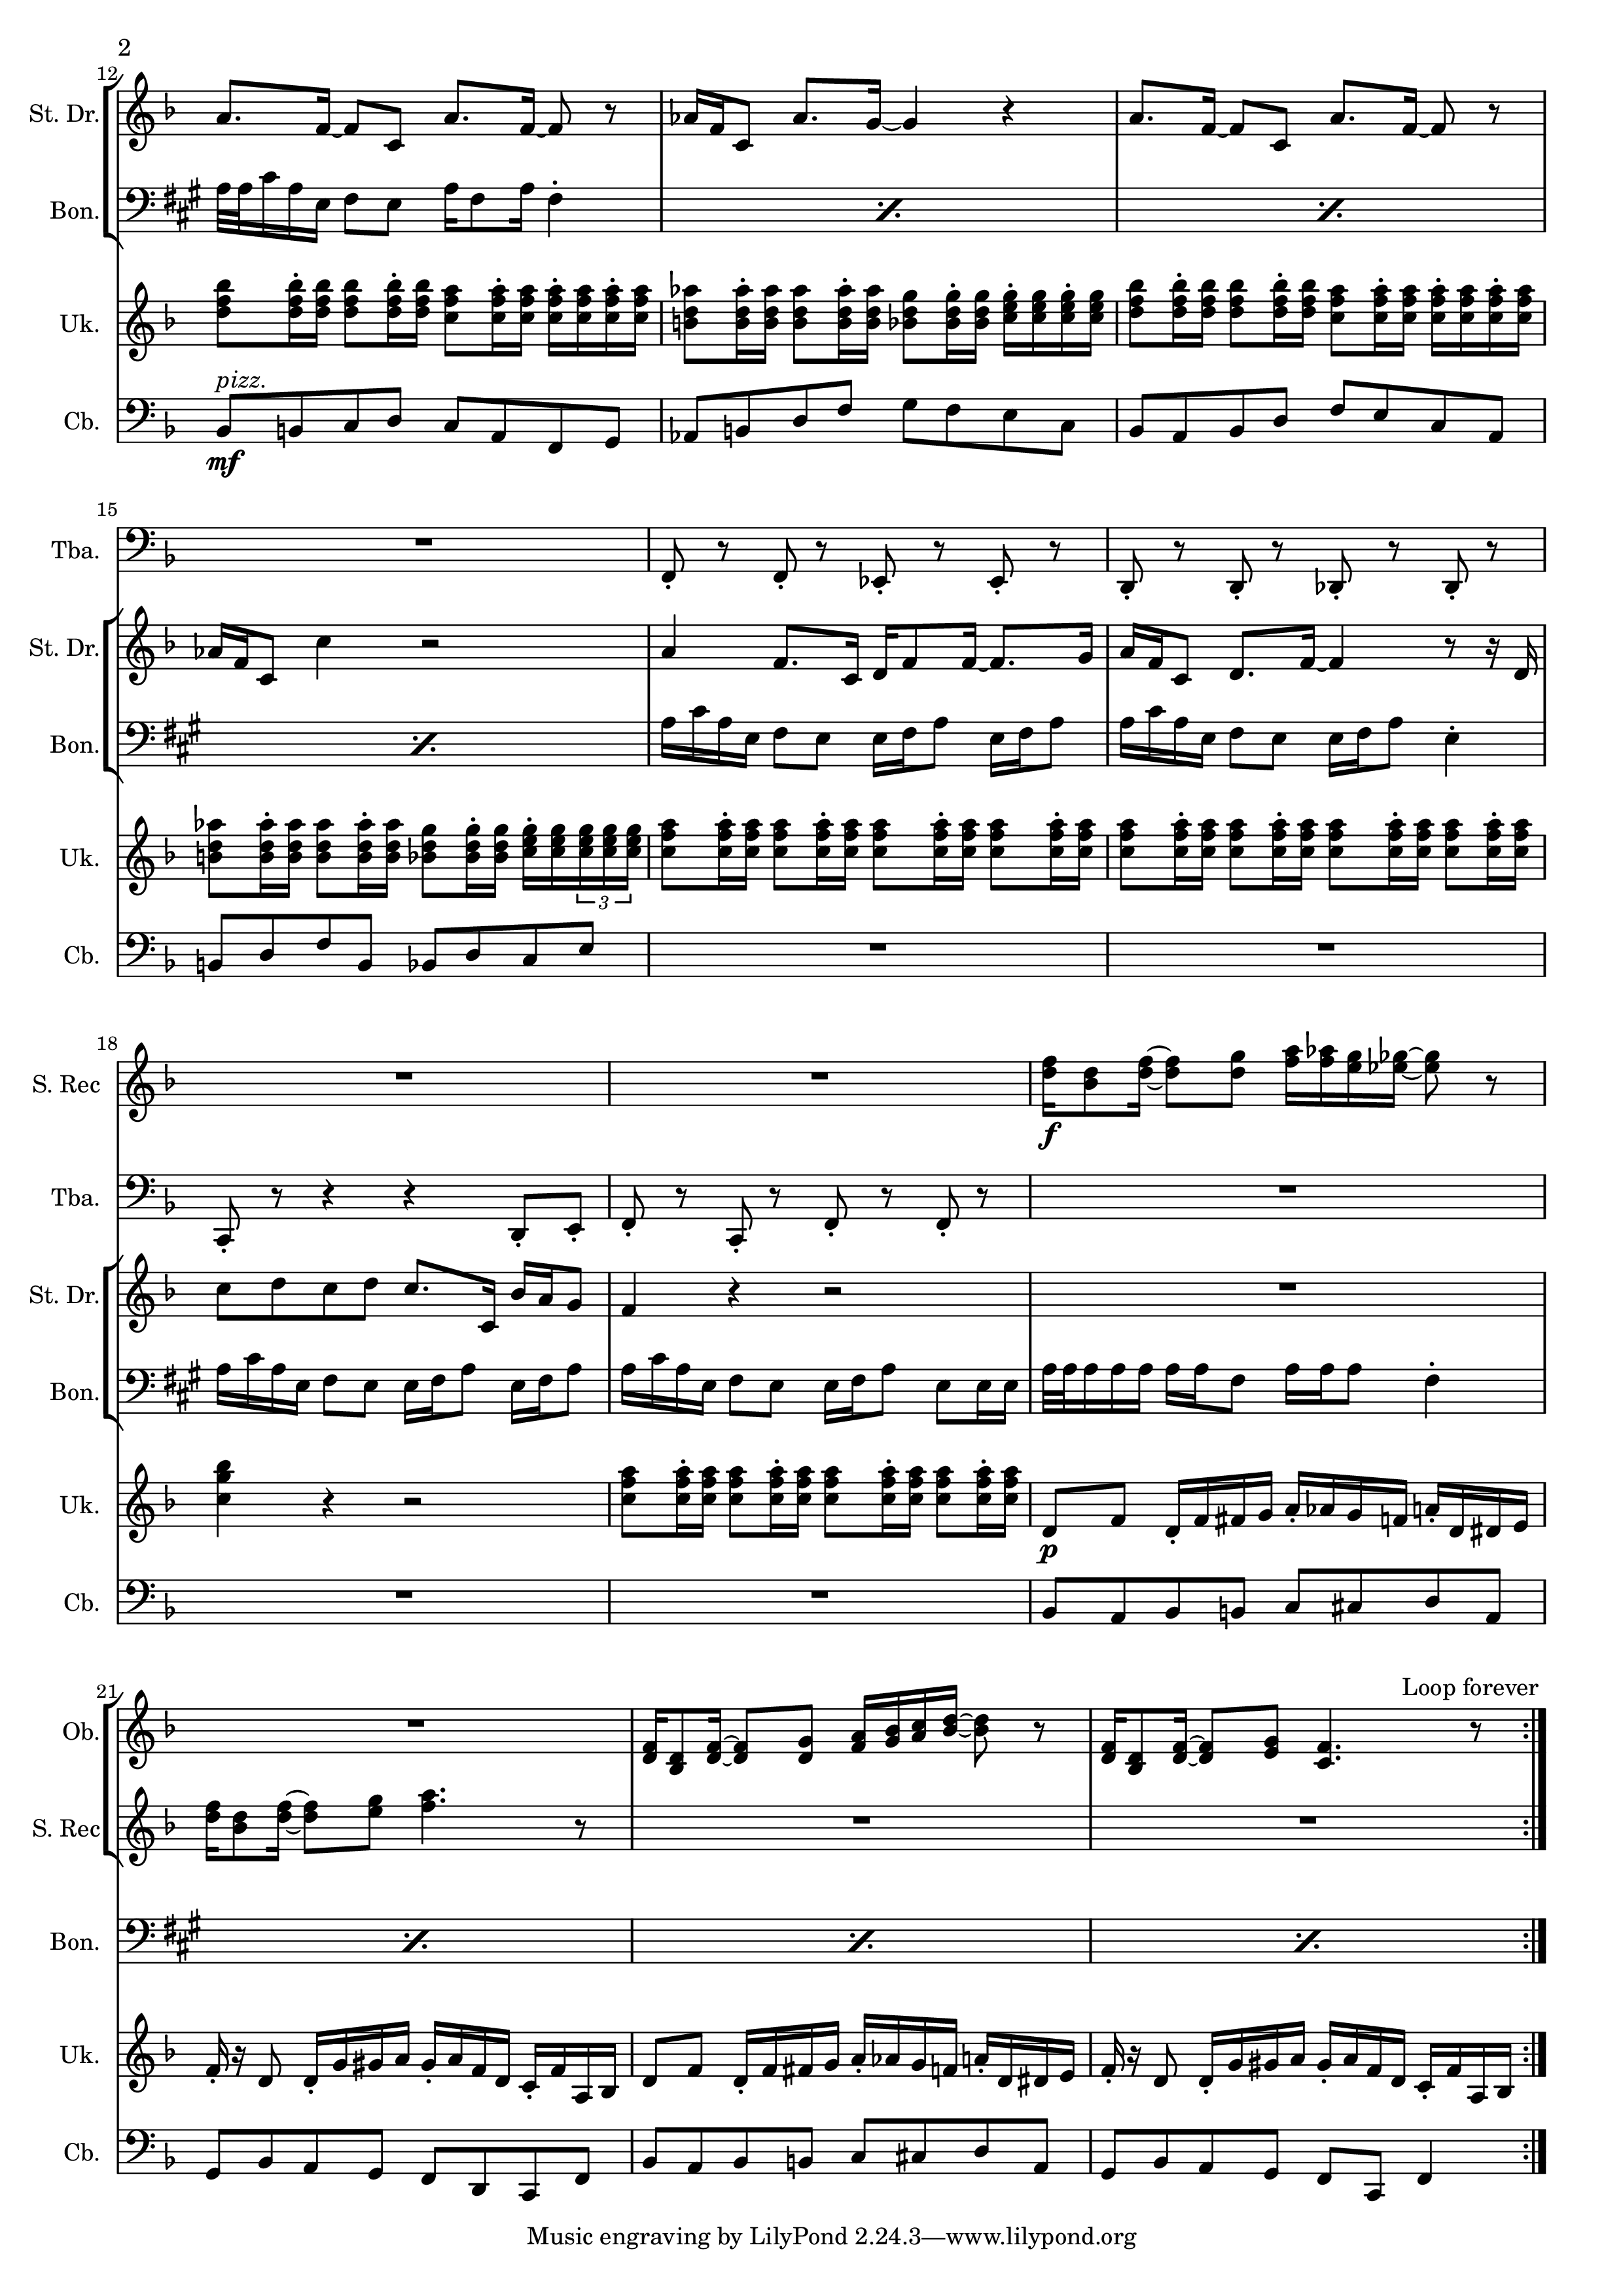 2
12
St. Dr.
Bon.
Uk.
pizz.
Cb.
mf
15
Tba.
St. Dr.
Bon.
Uk.
3
Cb.
18
S. Rec
f
Tba.
St. Dr.
Bon.
Uk.
p
Cb.
Loop forever
21
Ob.
S. Rec
Bon.
Uk.
Cb.
Music engraving by LilyPond 2.24.3—www.lilypond.org